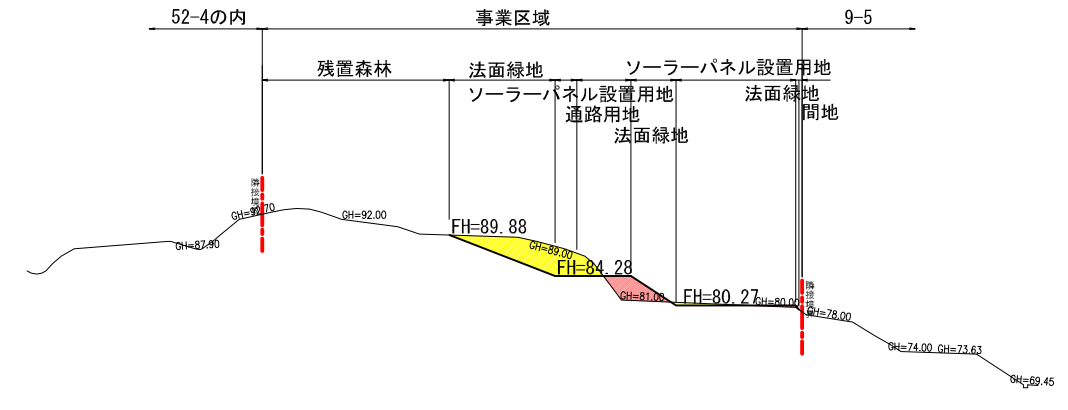 52-4の内
事業区域
9-5
残置森林
法面緑地
ソーラーパネル設置用地
ソーラーパネル設置用地
法面緑地
通路用地
間地
法面緑地
隣接境界
GH=92.70
GH=92.00
FH=89.88
GH=87.90
GH=89.00
FH=84.28
隣接境界
GH=81.00
FH=80.27
GH=80.00
GH=78.00
GH=74.00
GH=73.63
GH=69.45